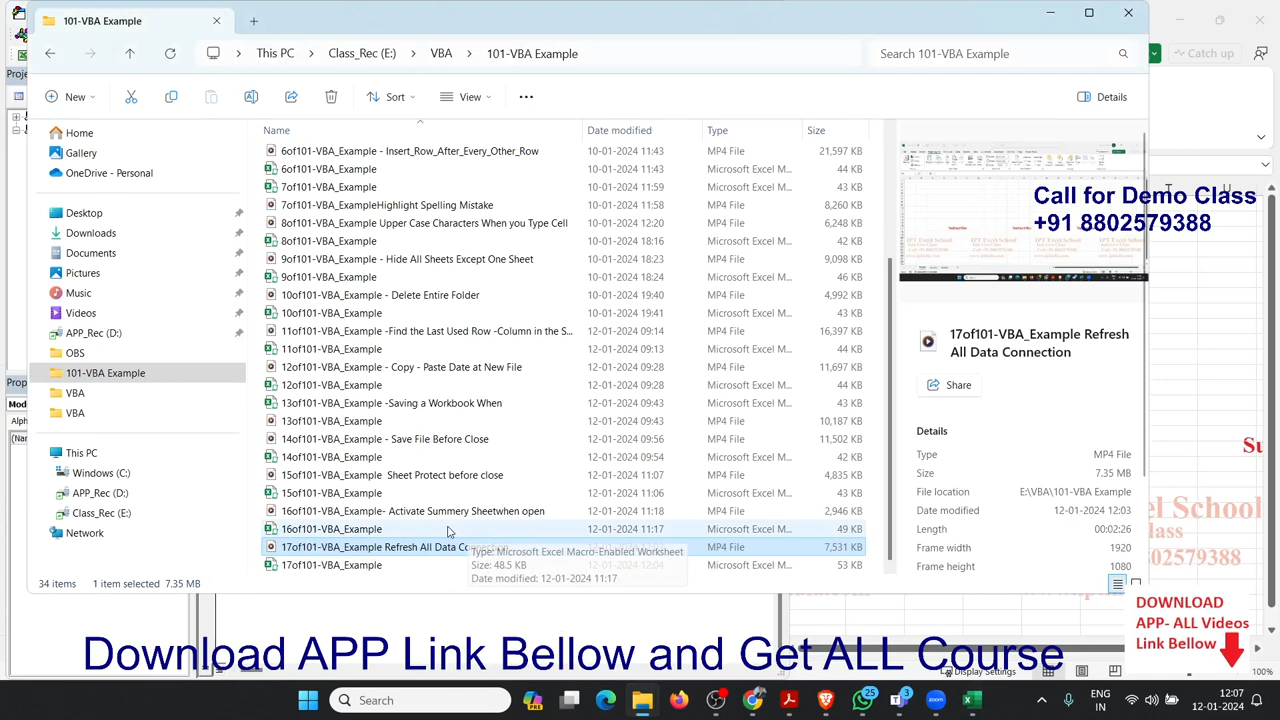 101-VBA Example
This PC > Class_Rec (E:) > VBA > 101-VBA Example
Search 101-VBA Example
Catch up
New
Sort
View
Details
Name Date modified Type Size
Home
Gallery
OneDrive - Personal
Desktop
Downloads
Documents
Pictures
Music
Videos
APP_Rec (D:)
OBS
101-VBA Example
VBA
VBA
This PC
Windows (C:)
APP_Rec (D:)
Class_Rec (E:)
Network
6of101-VBA_Example - Insert_Row_After_Every_Other_Row 10-01-2024 11:43 MP4 File 21,597 KB
6of101-VBA_Example 10-01-2024 11:43 Microsoft Excel M... 44 KB
7of101-VBA_Example 10-01-2024 11:59 Microsoft Excel M... 43 KB
7of101-VBA_ExampleHighlight Spelling Mistake 10-01-2024 11:58 MP4 File 8,260 KB
8of101-VBA_Example Upper Case Characters When you Type Cell 10-01-2024 12:20 MP4 File 6,248 KB
8of101-VBA_Example 10-01-2024 18:16 Microsoft Excel M... 42 KB
9of101-VBA_Example - Hide All Sheets Except One Sheet 10-01-2024 18:23 MP4 File 9,098 KB
9of101-VBA_Example 10-01-2024 18:24 Microsoft Excel M... 46 KB
10of101-VBA_Example - Delete Entire Folder 10-01-2024 19:40 MP4 File 4,992 KB
10of101-VBA_Example 10-01-2024 19:41 Microsoft Excel M... 43 KB
11of101-VBA_Example -Find the Last Used Row -Column in the S... 12-01-2024 09:14 MP4 File 16,397 KB
11of101-VBA_Example 12-01-2024 09:13 Microsoft Excel M... 44 KB
12of101-VBA_Example - Copy - Paste Date at New File 12-01-2024 09:28 MP4 File 11,697 KB
12of101-VBA_Example 12-01-2024 09:28 Microsoft Excel M... 44 KB
13of101-VBA_Example -Saving a Workbook When 12-01-2024 09:43 Microsoft Excel M... 43 KB
13of101-VBA_Example 12-01-2024 09:43 MP4 File 10,187 KB
14of101-VBA_Example - Save File Before Close 12-01-2024 09:56 MP4 File 11,502 KB
14of101-VBA_Example 12-01-2024 09:57 Microsoft Excel M... 42 KB
15of101-VBA_Example Sheet Protect before close 12-01-2024 11:07 MP4 File 4,835 KB
15of101-VBA_Example 12-01-2024 11:06 Microsoft Excel M... 43 KB
16of101-VBA_Example- Activate Summery Sheetwhen open 12-01-2024 11:18 MP4 File 2,946 KB
16of101-VBA_Example 12-01-2024 11:17 Microsoft Excel M... 49 KB
17of101-VBA_Example Refresh All Data Co MP4 File 7,531 KB
17of101-VBA_Example 12:04 Microsoft Excel M... 53 KB
Type: Microsoft Excel Macro-Enabled Worksheet
Size: 48.5 KB
Date modified: 12-01-2024 11:17
34 items 1 item selected 7.35 MB
Call for Demo Class
+91 8802579388
17of101-VBA_Example Refresh
All Data Connection
Share
Details
Type MP4 File
Size 7.35 MB
File location E:\VBA\101-VBA Example
Date modified 12-01-2024 12:03
Length 00:02:26
Frame width 1920
Frame height 1080
DOWNLOAD
APP- ALL Videos
Link Bellow
Download APP Link Bellow and Get ALL Course
Display Settings
100%
Search
25
3
ENG
IN
12:07
12-01-2024